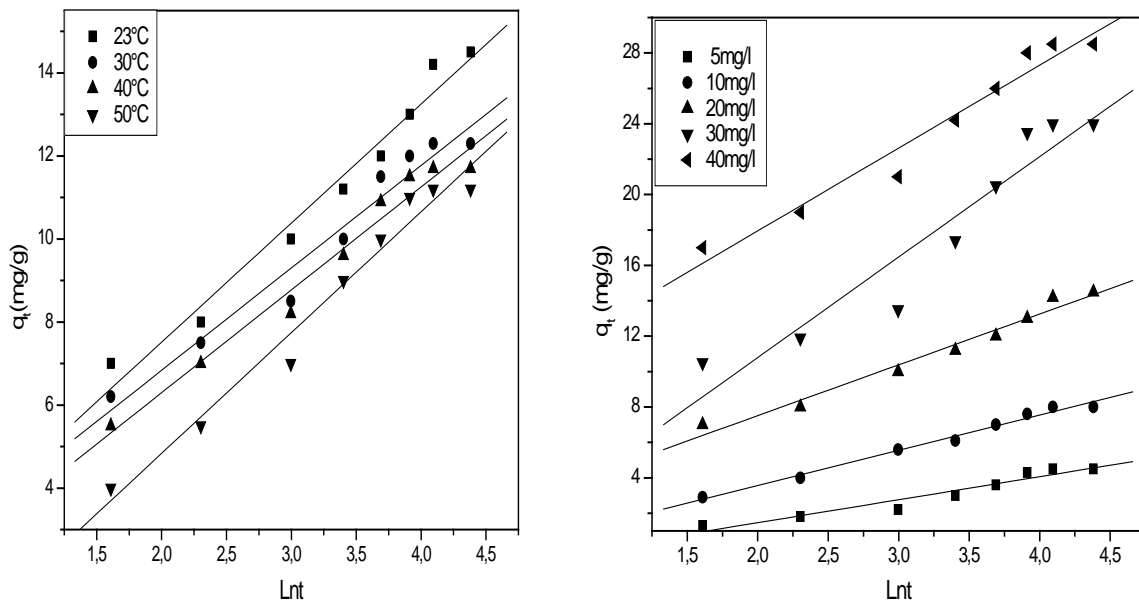 23°C
30°C
40°C
50°C
14
12
10
8
6
4
q_t (mg/g)
1,5 2,0 2,5 3,0 3,5 4,0 4,5
Lnt
5mg/l
10mg/l
20mg/l
30mg/l
40mg/l
28
24
20
16
12
8
4
q_t (mg/g)
1,5 2,0 2,5 3,0 3,5 4,0 4,5
Lnt